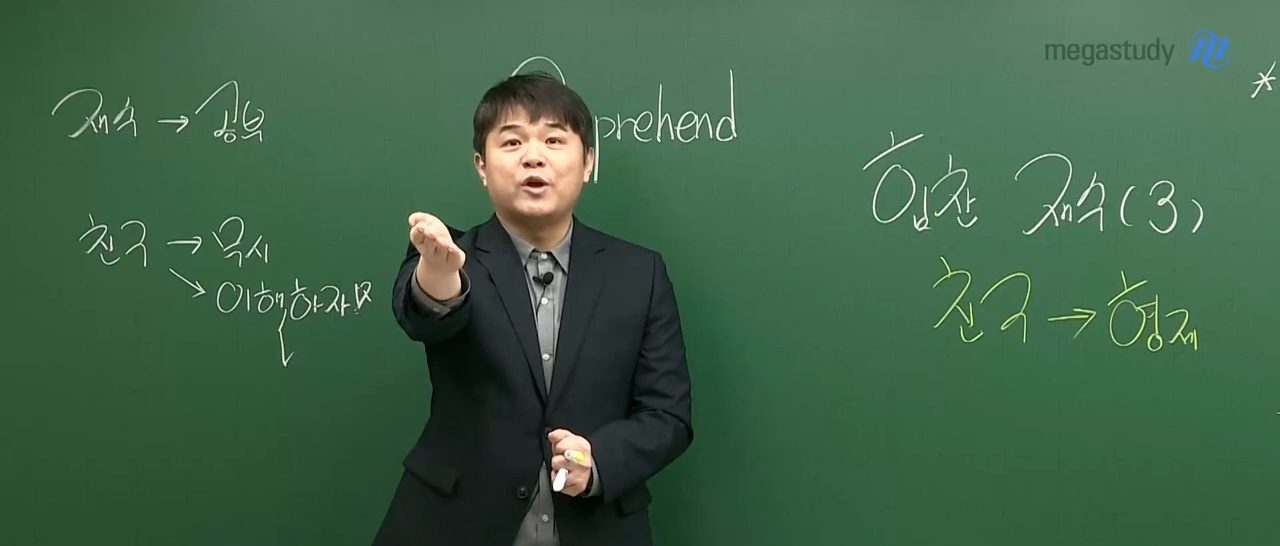 megastudy
재수 → 공부
prehend
힘찬 재수(3)
친구 → 욕시
↘ 이해하자
친구 → 형제
*